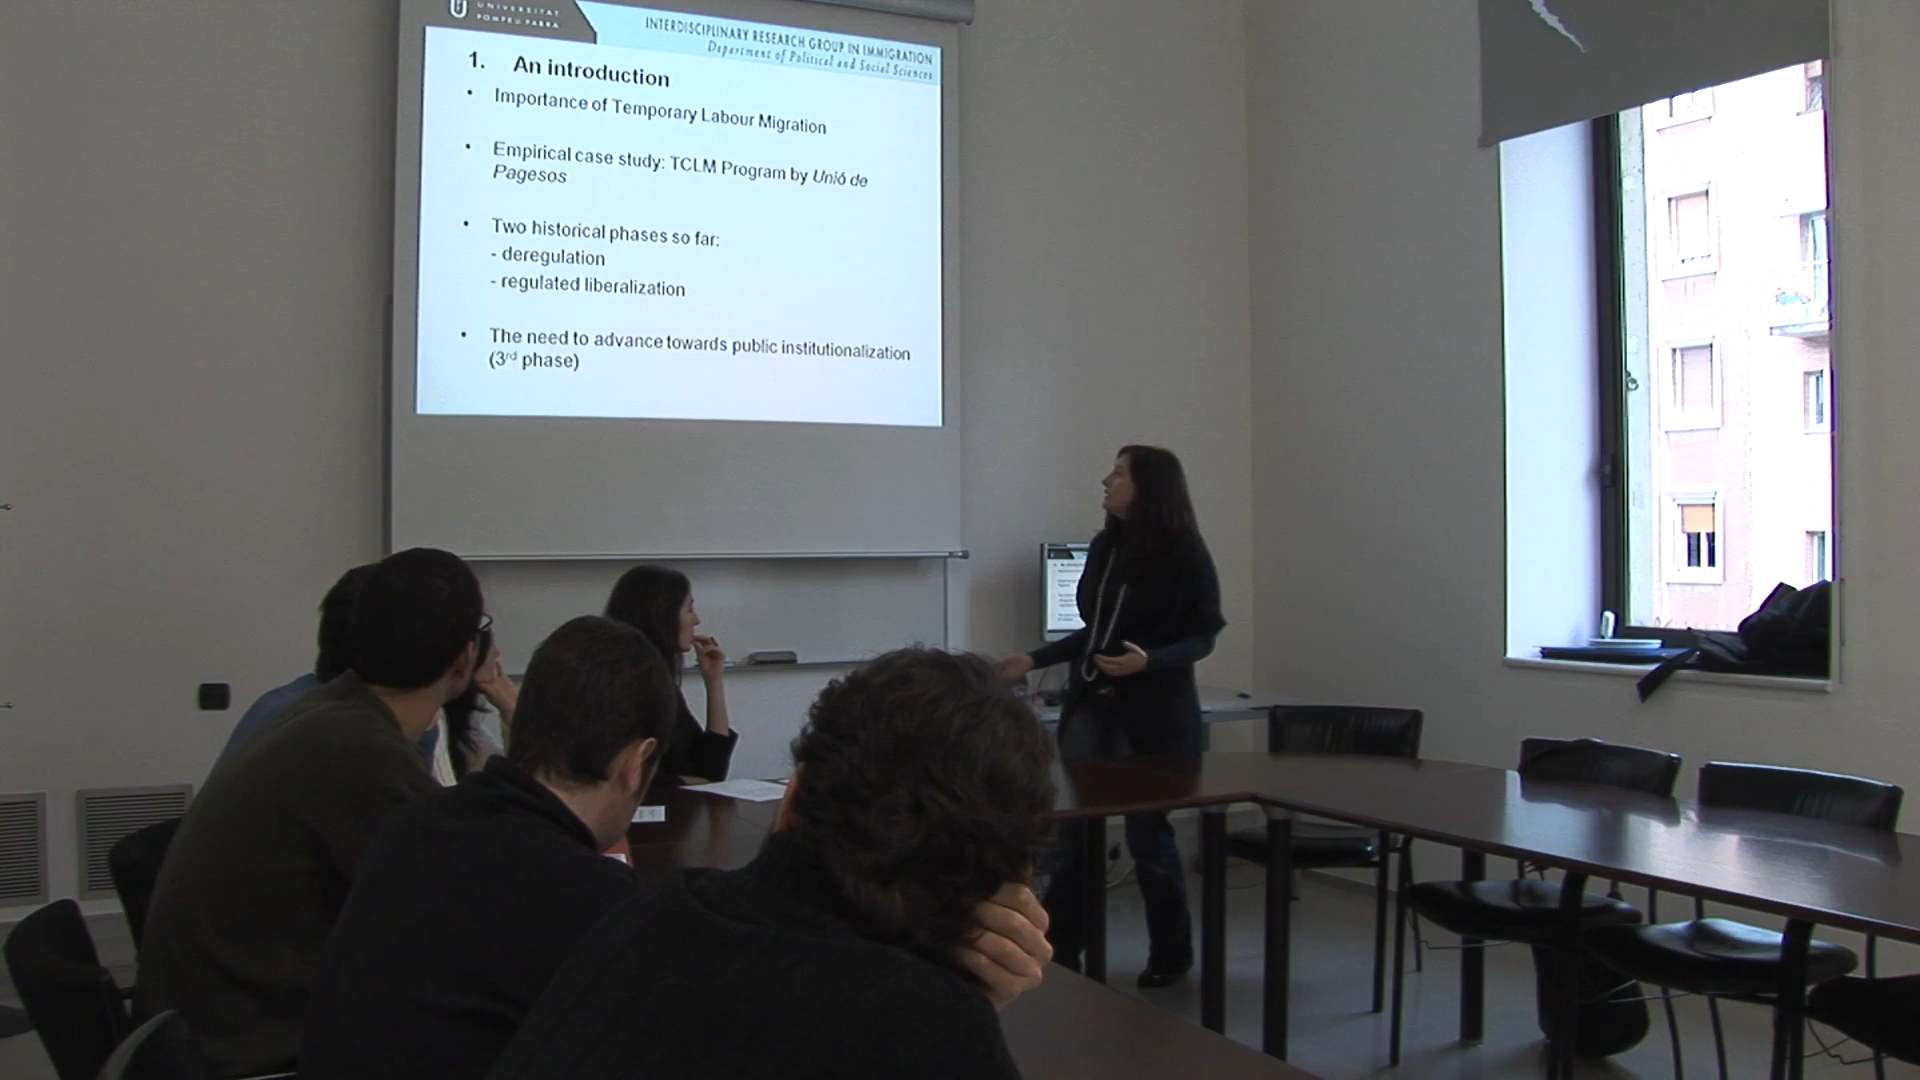 UNIVERSITAT
POMPEU FABRA
INTERDISCIPLINARY RESEARCH GROUP IN IMMIGRATION
Department of Political and Social Sciences
1. An introduction
• Importance of Temporary Labour Migration
• Empirical case study: TCLM Program by Unió de
Pagesos
• Two historical phases so far:
- deregulation
- regulated liberalization
• The need to advance towards public institutionalization
(3rd phase)